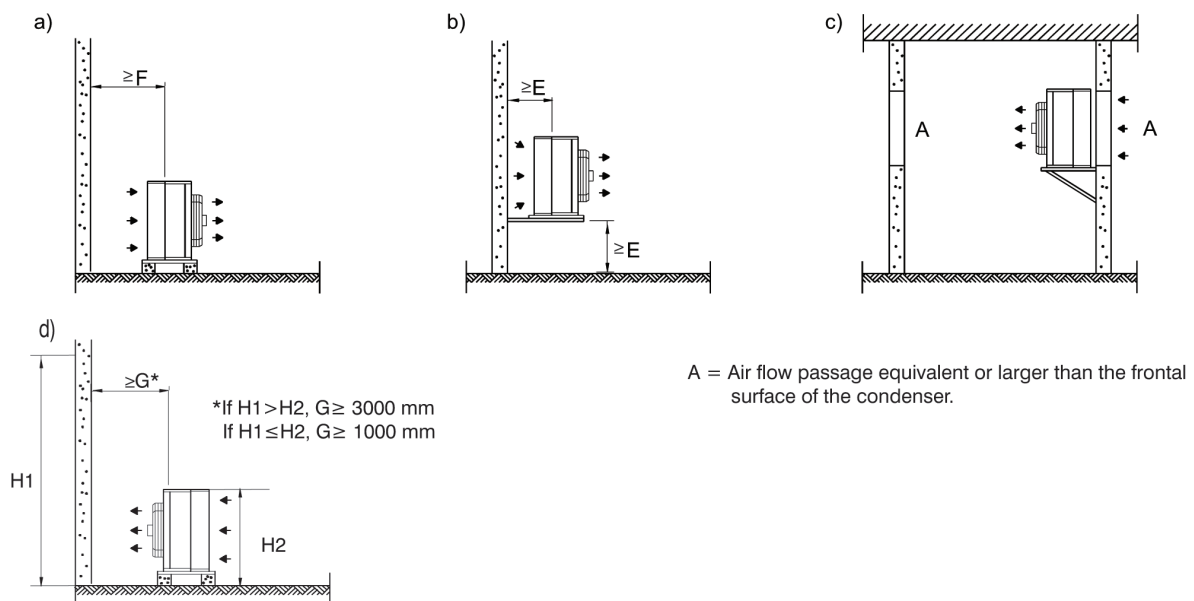 a)
≥F
b)
≥E
≥E
c)
A
A
d)
≥G*
*If H1>H2, G≥ 3000 mm
If H1≤H2, G≥ 1000 mm
H1
H2
A = Air flow passage equivalent or larger than the frontal
surface of the condenser.